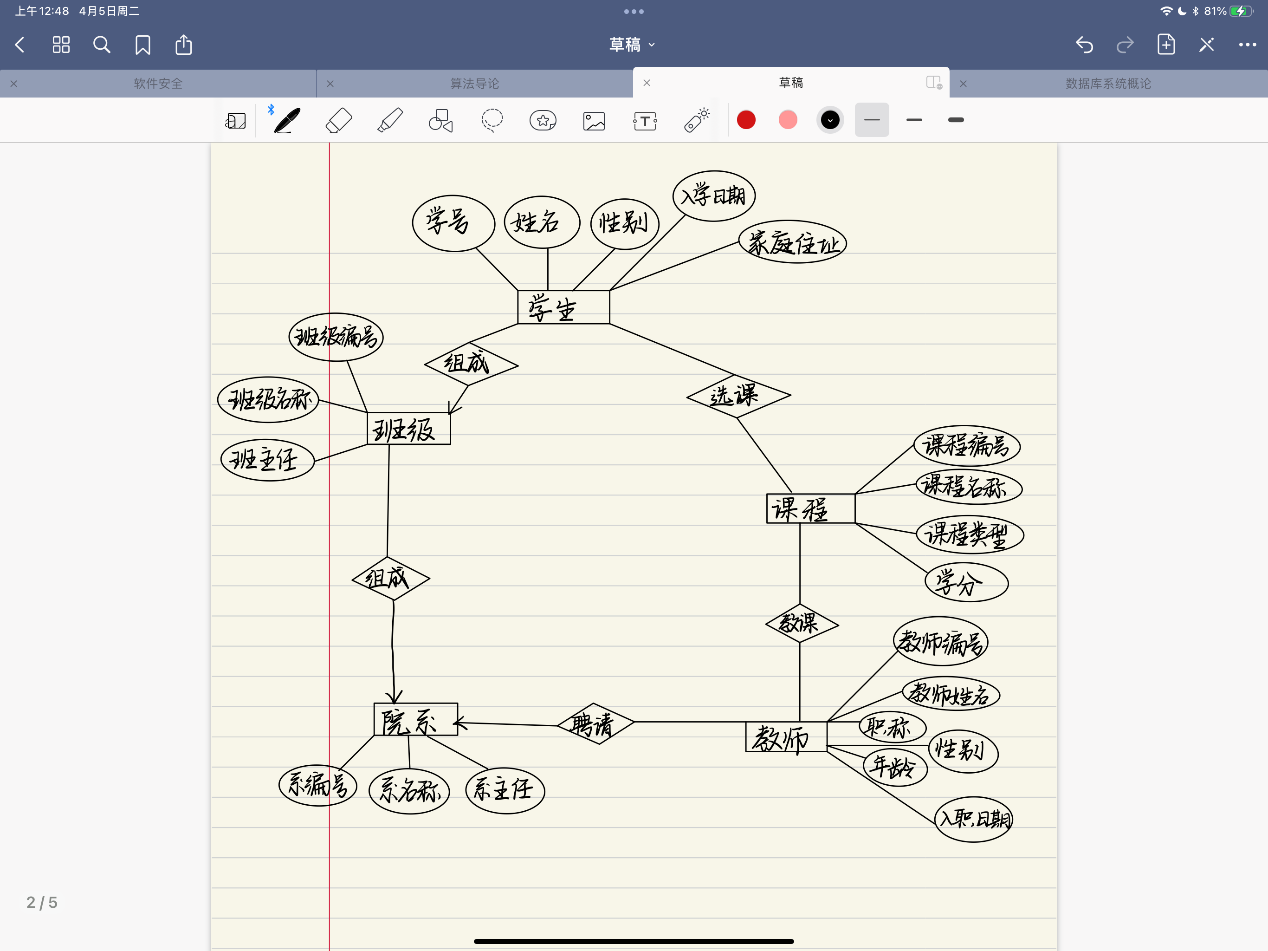 上午12:48 4月5日周二
81%
草稿
软件安全
算法导论
草稿
数据库系统概论
T
入学日期
学号
姓名
性别
家庭住址
学生
班级编号
组成
班级名称
选课
班级
班主任
课程编号
课程名称
课程
课程类型
组成
学分
教课
教师编号
教师姓名
院系
聘请
职称
教师
性别
年龄
系编号
系名称
系主任
入职日期
2 / 5